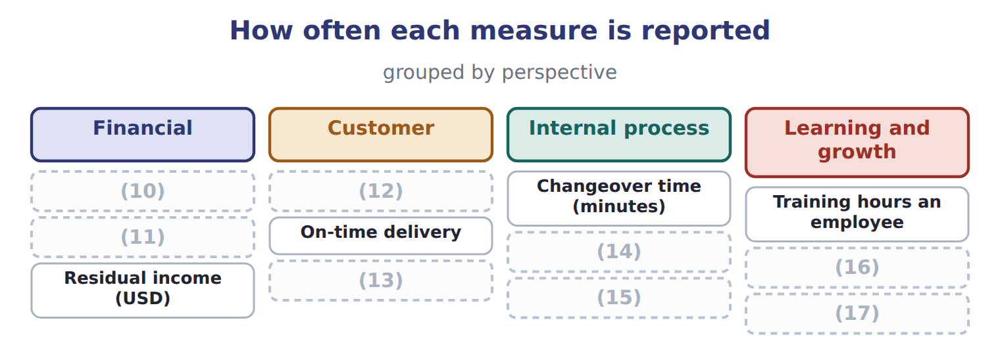 How often each measure is reported
grouped by perspective
Financial
(10)
(11)
Residual income
(USD)
Customer
(12)
On-time delivery
(13)
Internal process
Changeover time
(minutes)
(14)
(15)
Learning and
growth
Training hours an
employee
(16)
(17)